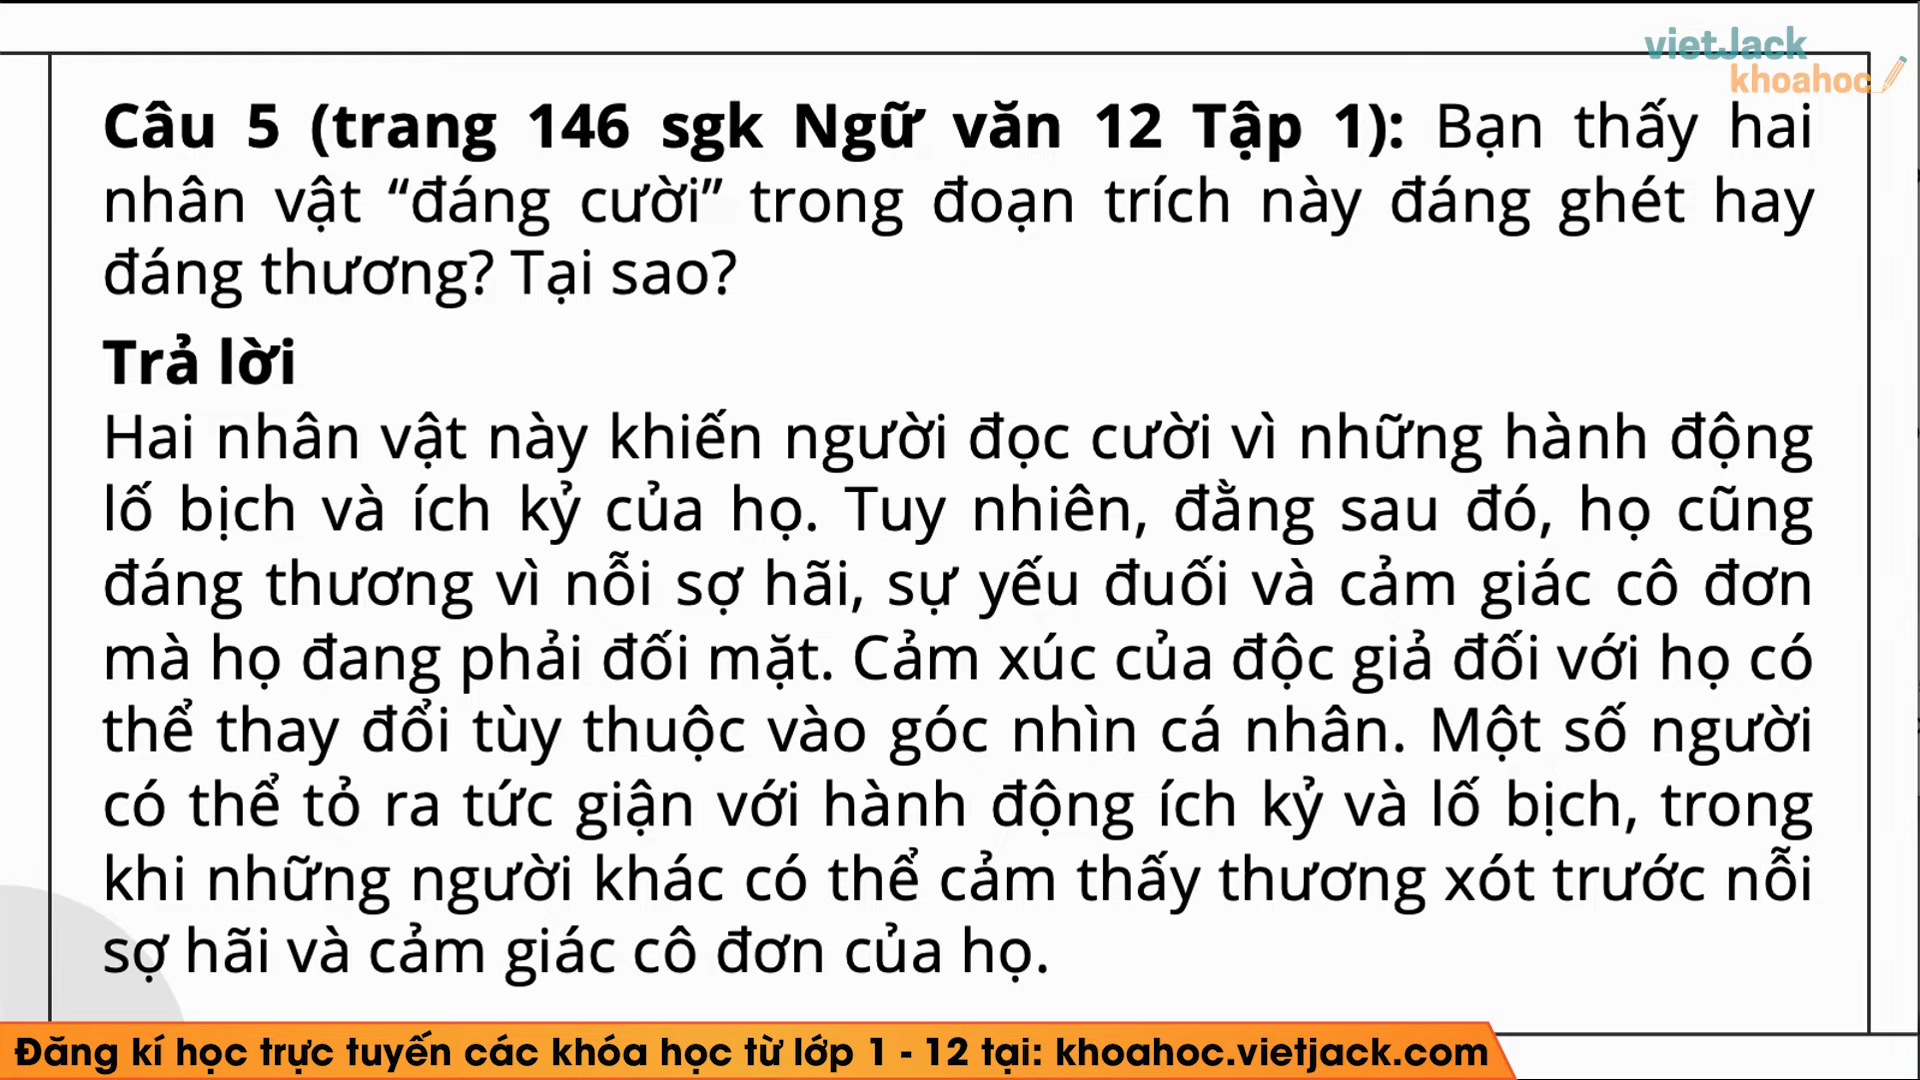 vietJack
khoahoc
Câu 5 (trang 146 sgk Ngữ văn 12 Tập 1): Bạn thấy hai
nhân vật “đáng cười” trong đoạn trích này đáng ghét hay
đáng thương? Tại sao?
Trả lời
Hai nhân vật này khiến người đọc cười vì những hành động
lố bịch và ích kỷ của họ. Tuy nhiên, đằng sau đó, họ cũng
đáng thương vì nỗi sợ hãi, sự yếu đuối và cảm giác cô đơn
mà họ đang phải đối mặt. Cảm xúc của độc giả đối với họ có
thể thay đổi tùy thuộc vào góc nhìn cá nhân. Một số người
có thể tỏ ra tức giận với hành động ích kỷ và lố bịch, trong
khi những người khác có thể cảm thấy thương xót trước nỗi
sợ hãi và cảm giác cô đơn của họ.
Đăng kí học trực tuyến các khóa học từ lớp 1 - 12 tại: khoahoc.vietjack.com